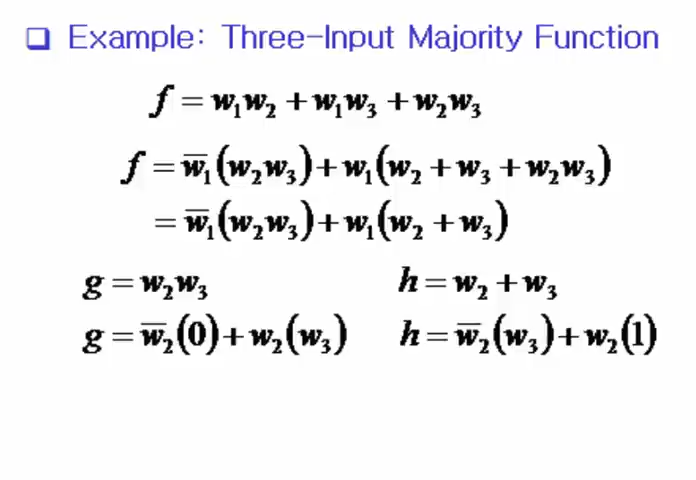 ❑ Example: Three-Input Majority Function
f = w₁w₂ + w₁w₃ + w₂w₃
f = w̅₁(w₂w₃) + w₁(w₂ + w₃ + w₂w₃)
= w̅₁(w₂w₃) + w₁(w₂ + w₃)
g = w₂w₃ h = w₂ + w₃
g = w̅₂(0) + w₂(w₃) h = w̅₂(w₃) + w₂(1)